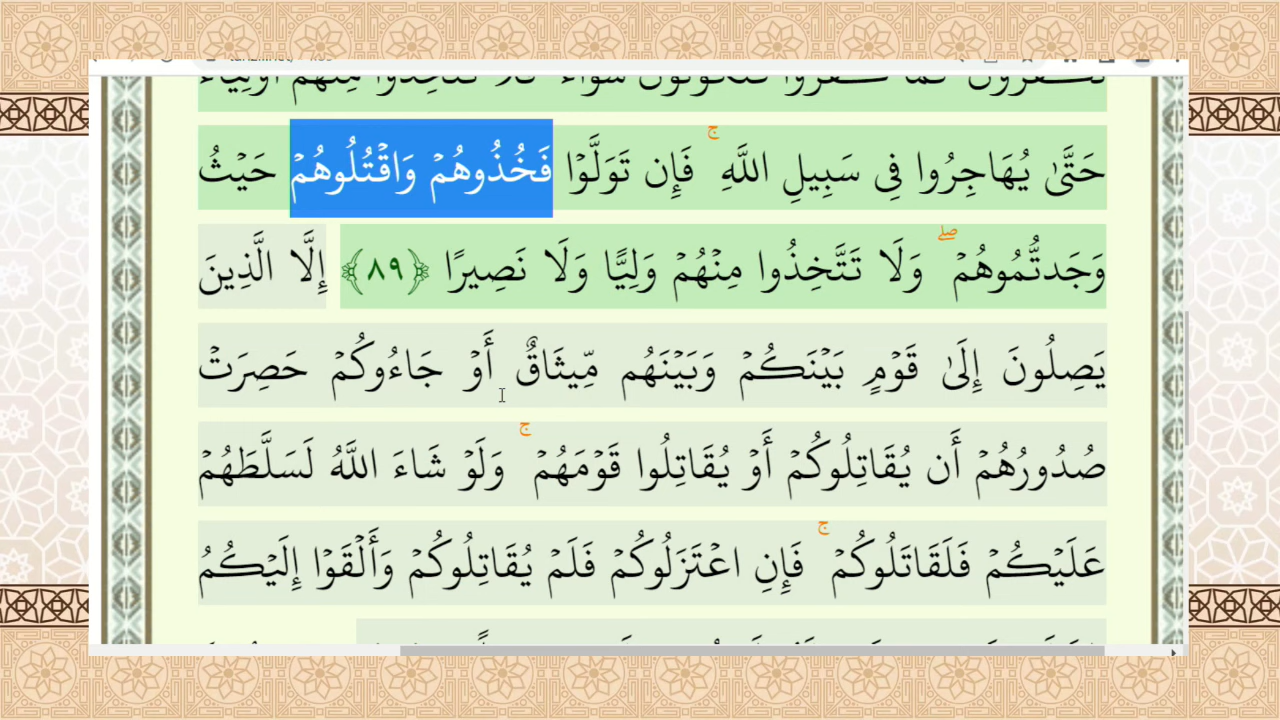 حَتَّىٰ يُهَاجِرُوا فِى سَبِيلِ اللَّهِ ۚ فَإِن تَوَلَّوْا فَخُذُوهُمْ وَاقْتُلُوهُمْ حَيْثُ
وَجَدتُّمُوهُمْ ۖ وَلَا تَتَّخِذُوا مِنْهُمْ وَلِيًّا وَلَا نَصِيرًا ﴿٨٩﴾ إِلَّا الَّذِينَ
يَصِلُونَ إِلَىٰ قَوْمٍ بَيْنَكُمْ وَبَيْنَهُم مِّيثَاقٌ أَوْ جَاءُوكُمْ حَصِرَتْ
صُدُورُهُمْ أَن يُقَاتِلُوكُمْ أَوْ يُقَاتِلُوا قَوْمَهُمْ ۚ وَلَوْ شَاءَ اللَّهُ لَسَلَّطَهُمْ
عَلَيْكُمْ فَلَقَاتَلُوكُمْ ۚ فَإِنِ اعْتَزَلُوكُمْ فَلَمْ يُقَاتِلُوكُمْ وَأَلْقَوْا إِلَيْكُمُ